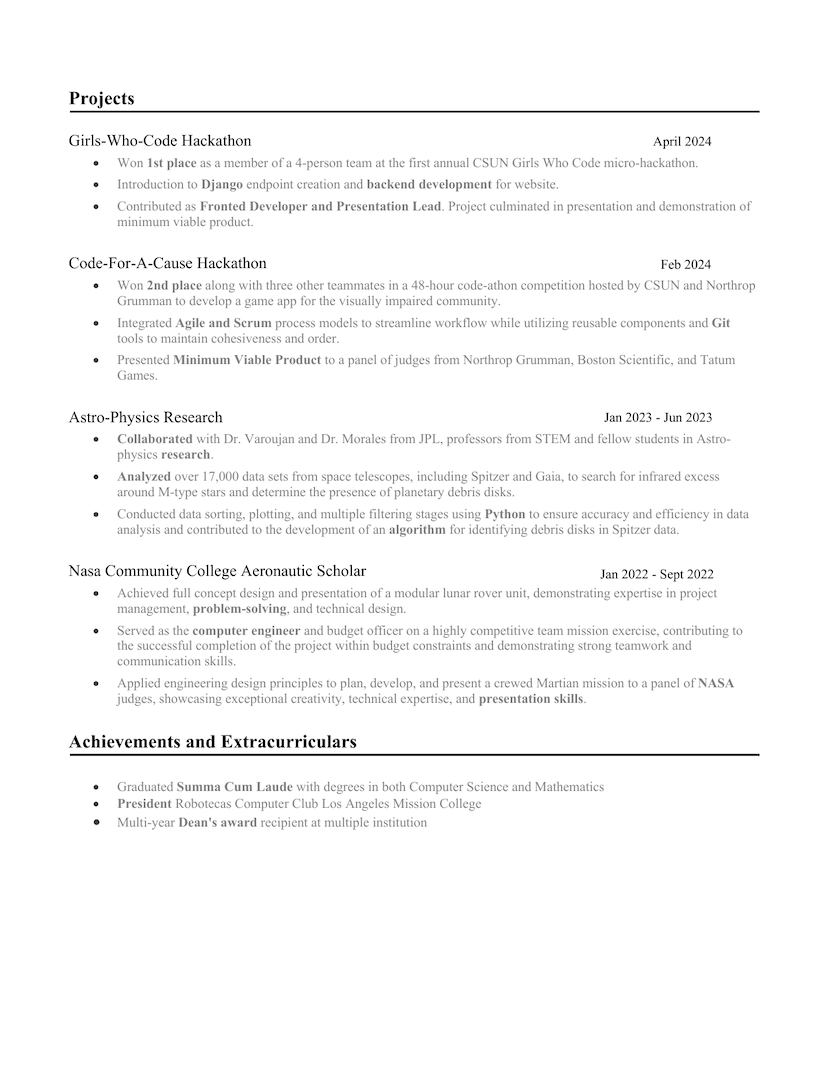 Projects
Girls-Who-Code Hackathon April 2024
• Won 1st place as a member of a 4-person team at the first annual CSUN Girls Who Code micro-hackathon.
• Introduction to Django endpoint creation and backend development for website.
• Contributed as Fronted Developer and Presentation Lead. Project culminated in presentation and demonstration of
minimum viable product.
Code-For-A-Cause Hackathon Feb 2024
• Won 2nd place along with three other teammates in a 48-hour code-athon competition hosted by CSUN and Northrop
Grumman to develop a game app for the visually impaired community.
• Integrated Agile and Scrum process models to streamline workflow while utilizing reusable components and Git
tools to maintain cohesiveness and order.
• Presented Minimum Viable Product to a panel of judges from Northrop Grumman, Boston Scientific, and Tatum
Games.
Astro-Physics Research Jan 2023 - Jun 2023
• Collaborated with Dr. Varoujan and Dr. Morales from JPL, professors from STEM and fellow students in Astro-
physics research.
• Analyzed over 17,000 data sets from space telescopes, including Spitzer and Gaia, to search for infrared excess
around M-type stars and determine the presence of planetary debris disks.
• Conducted data sorting, plotting, and multiple filtering stages using Python to ensure accuracy and efficiency in data
analysis and contributed to the development of an algorithm for identifying debris disks in Spitzer data.
Nasa Community College Aeronautic Scholar Jan 2022 - Sept 2022
• Achieved full concept design and presentation of a modular lunar rover unit, demonstrating expertise in project
management, problem-solving, and technical design.
• Served as the computer engineer and budget officer on a highly competitive team mission exercise, contributing to
the successful completion of the project within budget constraints and demonstrating strong teamwork and
communication skills.
• Applied engineering design principles to plan, develop, and present a crewed Martian mission to a panel of NASA
judges, showcasing exceptional creativity, technical expertise, and presentation skills.
Achievements and Extracurriculars
• Graduated Summa Cum Laude with degrees in both Computer Science and Mathematics
• President Robotecas Computer Club Los Angeles Mission College
• Multi-year Dean's award recipient at multiple institution